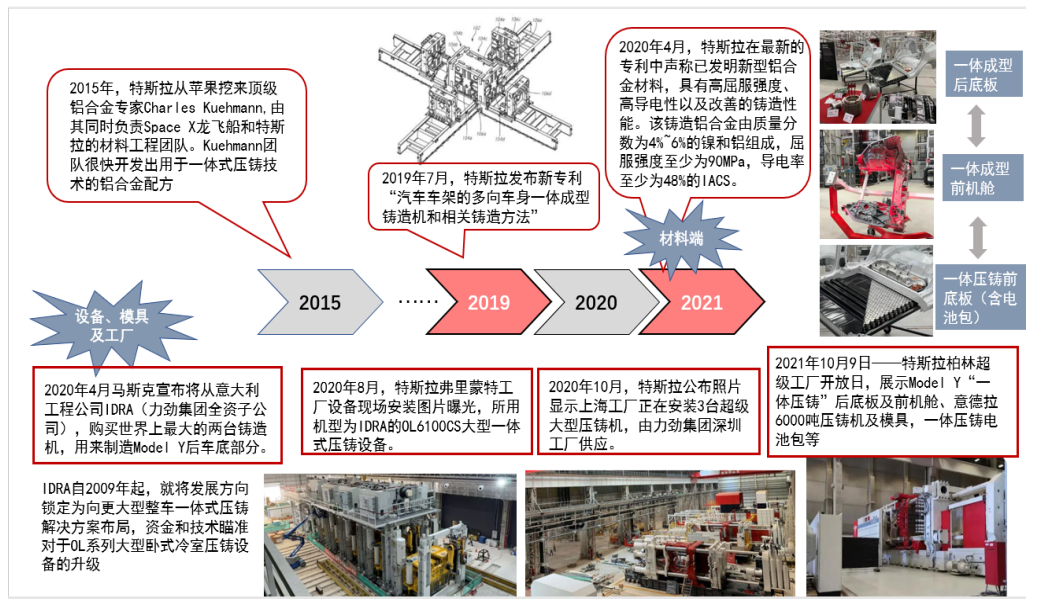 2015年，特斯拉从苹果挖来顶级
铝合金专家Charles Kuehmann,由
其同时负责Space X龙飞船和特斯
拉的材料工程团队。Kuehmann团
队很快开发出用于一体式压铸技
术的铝合金配方
2019年7月，特斯拉发布新专利
“汽车车架的多向车身一体成型
铸造机和相关铸造方法”
2020年4月，特斯拉在最新的
专利中声称已发明新型铝合
金材料，具有高屈服强度、
高导电性以及改善的铸造性
能。该铸造铝合金由质量分
数为4%~6%的镍和铝组成，屈
服强度至少为90MPa，导电率
至少为48%的IACS。
材料端
一体成型
后底板
一体成型
前机舱
一体压铸前
底板（含电
池包）
2015
……
2019
2020
2021
设备、模具
及工厂
2020年4月马斯克宣布将从意大利
工程公司IDRA（力劲集团全资子公
司），购买世界上最大的两台铸造
机，用来制造Model Y后车底部分。
2020年8月，特斯拉弗里蒙特工
厂设备现场安装图片曝光，所用
机型为IDRA的OL6100CS大型一体
式压铸设备。
2020年10月，特斯拉公布照片
显示上海工厂正在安装3台超级
大型压铸机，由力劲集团深圳
工厂供应。
2021年10月9日——特斯拉柏林超
级工厂开放日，展示Model Y“一
体压铸”后底板及前机舱、意德拉
6000吨压铸机及模具，一体压铸电
池包等
IDRA自2009年起，就将发展方向
锁定为向更大型整车一体式压铸
解决方案布局，资金和技术瞄准
对于OL系列大型卧式冷室压铸设
备的升级